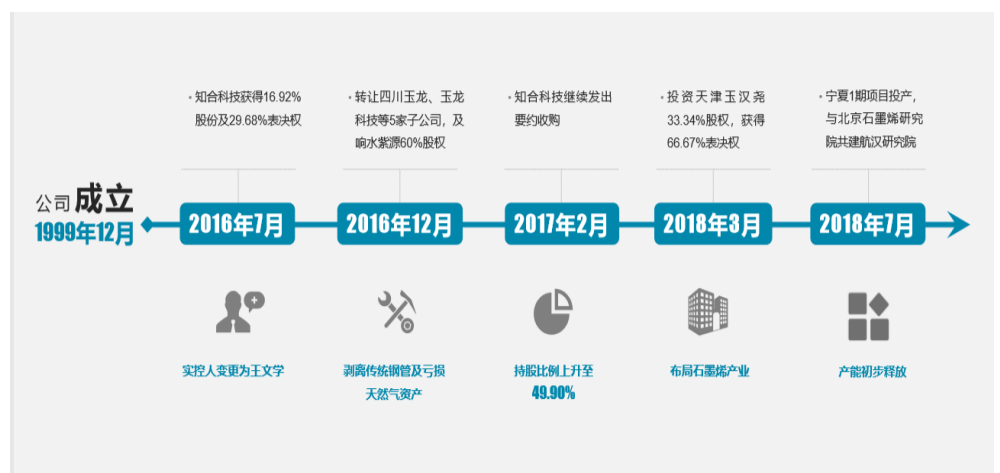 · 知合科技获得16.92%
股份及29.68%表决权
· 转让四川玉龙、玉龙
科技等5家子公司，及
响水紫源60%股权
· 知合科技继续发出
要约收购
· 投资天津玉汉尧
33.34%股权，获得
66.67%表决权
· 宁夏1期项目投产，
与北京石墨烯研究
院共建航汉研究院
公司 成立
1999年12月
2016年7月
2016年12月
2017年2月
2018年3月
2018年7月
实控人变更为王文学
剥离传统钢管及亏损
天然气资产
持股比例上升至
49.90%
布局石墨烯产业
产能初步释放